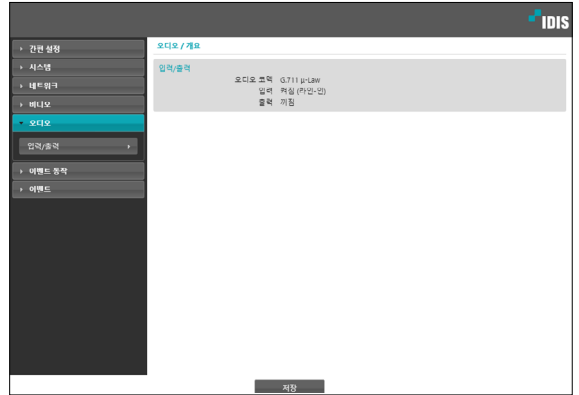 IDIS
간편 설정
시스템
네트워크
비디오
오디오
입력/출력
이벤트 동작
이벤트
오디오 / 개요
입력/출력
오디오 코덱 G.711 μ-Law
입력 켜짐 (라인-인)
출력 꺼짐
저장